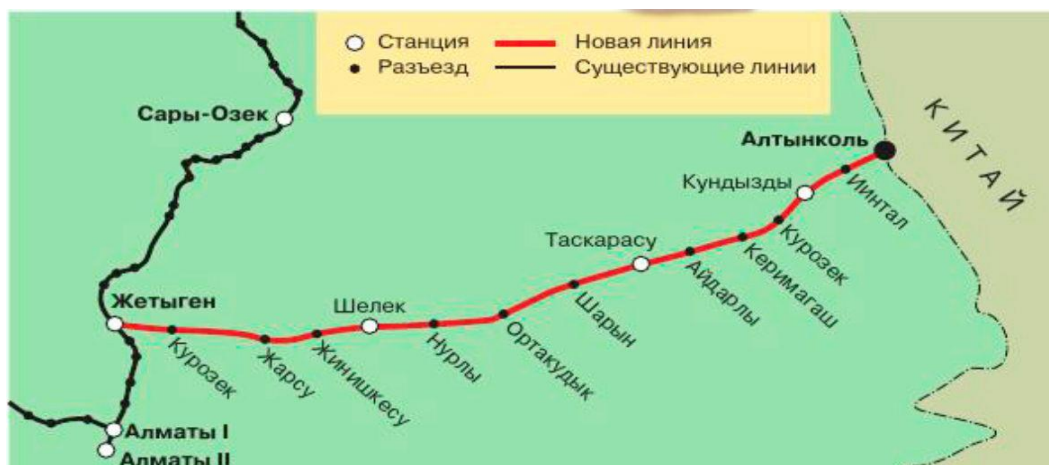 Станция
Новая линия
Разъезд
Существующие линии
Сары-Озек
Алтынколь
КИТАЙ
Кундызды
Иинтал
Курозек
Таскарасу
Керимагаш
Айдарлы
Жетыген
Шелек
Шарын
Ортакудык
Нурлы
Курозек
Жарсу
Жинишкесу
Алматы I
Алматы II